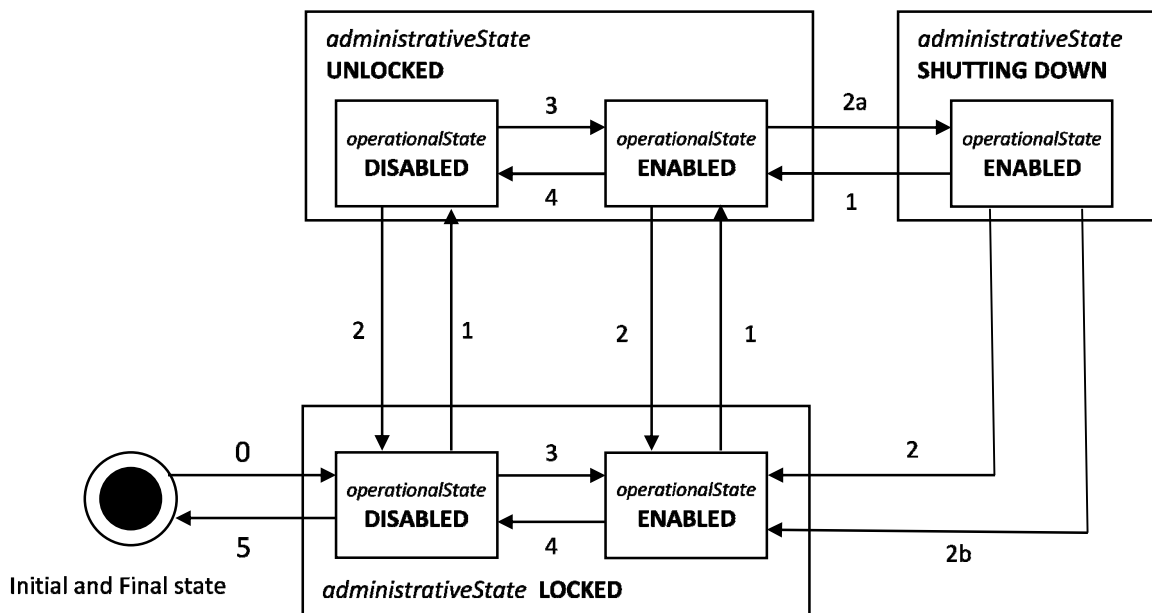 administrativeState
UNLOCKED
administrativeState
SHUTTING DOWN
3
2a
operationalState
DISABLED
operationalState
ENABLED
operationalState
ENABLED
4
1
2
1
2
1
0
3
2
operationalState
DISABLED
operationalState
ENABLED
5
4
2b
Initial and Final state
administrativeState LOCKED